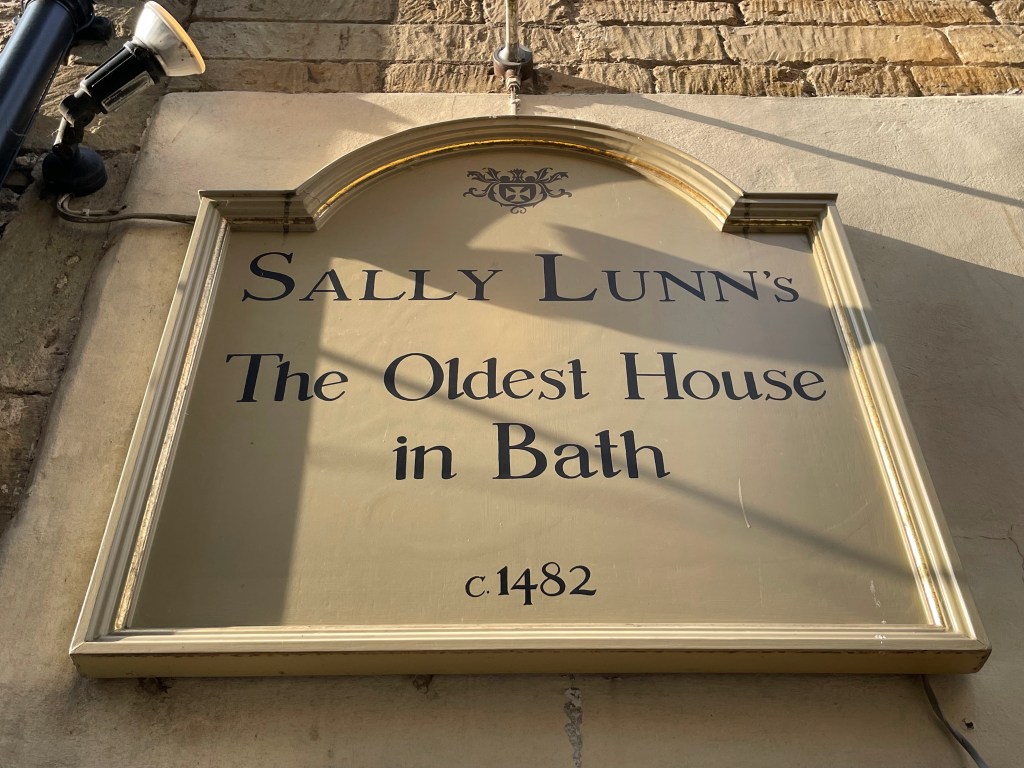 SALLY LUNN'S
The Oldest House
in Bath
c. 1482